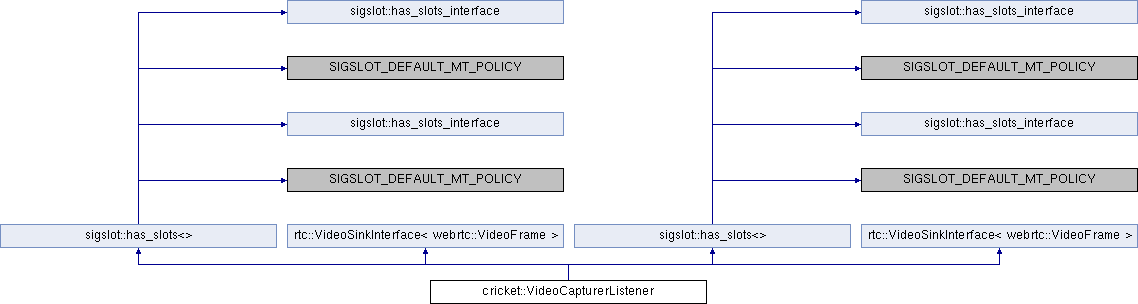 sigslot::has_slots_interface
sigslot::has_slots_interface
SIGSLOT_DEFAULT_MT_POLICY
SIGSLOT_DEFAULT_MT_POLICY
sigslot::has_slots_interface
sigslot::has_slots_interface
SIGSLOT_DEFAULT_MT_POLICY
SIGSLOT_DEFAULT_MT_POLICY
sigslot::has_slots<>
rtc::VideoSinkInterface< webrtc::VideoFrame >
sigslot::has_slots<>
rtc::VideoSinkInterface< webrtc::VideoFrame >
cricket::VideoCapturerListener